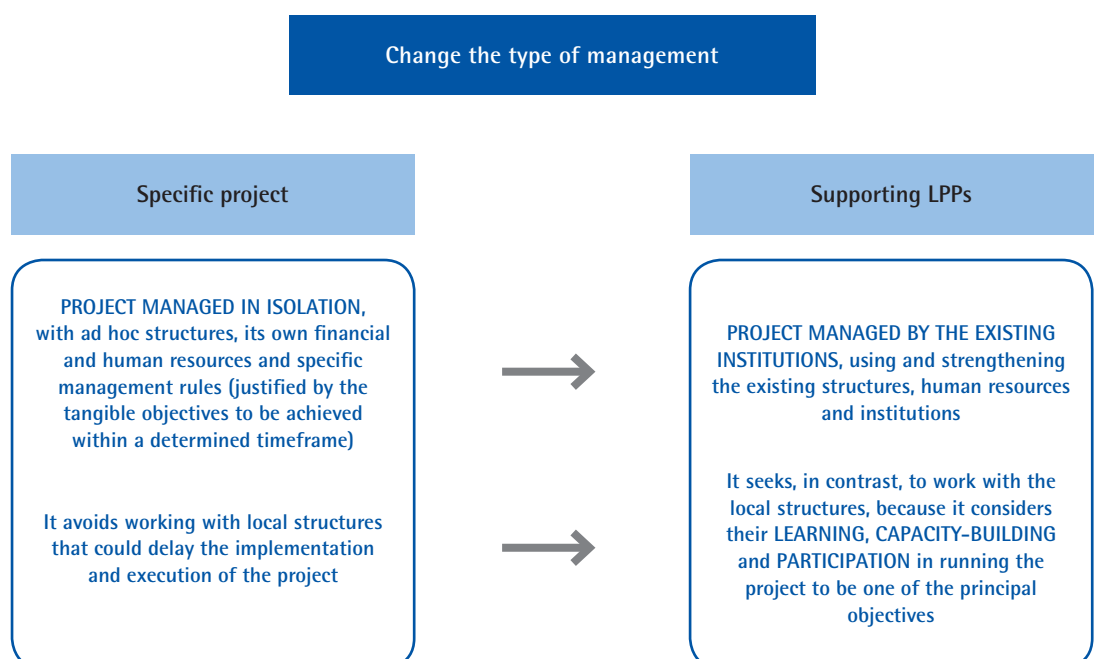 Change the type of management
Specific project
Supporting LPPs
PROJECT MANAGED IN ISOLATION,
with ad hoc structures, its own financial
and human resources and specific
management rules (justified by the
tangible objectives to be achieved
within a determined timeframe)
It avoids working with local structures
that could delay the implementation
and execution of the project
PROJECT MANAGED BY THE EXISTING
INSTITUTIONS, using and strengthening
the existing structures, human resources
and institutions
It seeks, in contrast, to work with the
local structures, because it considers
their LEARNING, CAPACITY-BUILDING
and PARTICIPATION in running the
project to be one of the principal
objectives